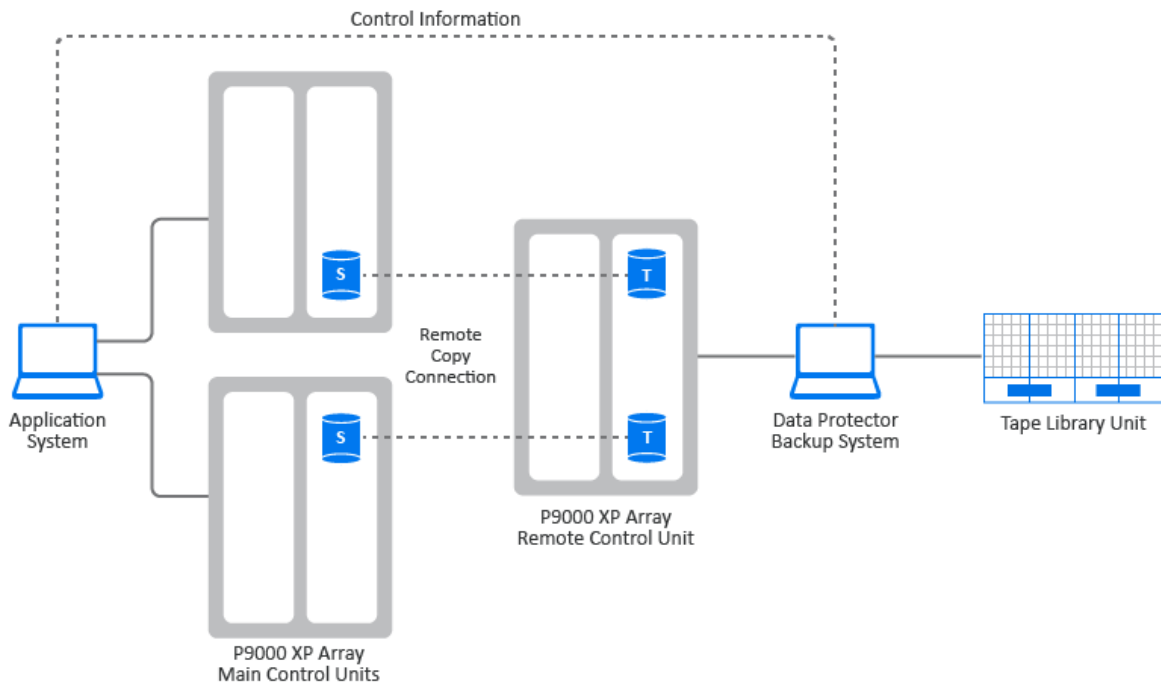 Control Information
S
T
Remote
Copy
Connection
Application
System
S
T
Data Protector
Backup System
Tape Library Unit
P9000 XP Array
Remote Control Unit
P9000 XP Array
Main Control Units